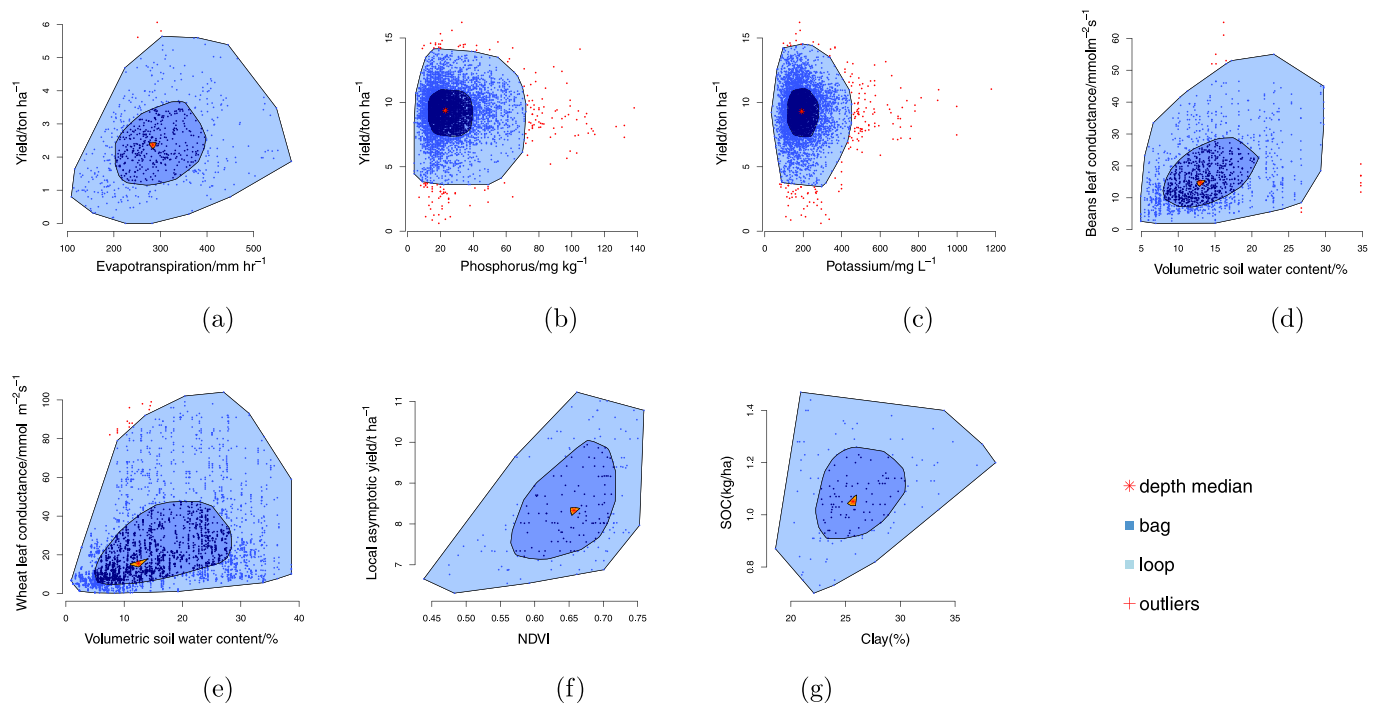 Yield/ton ha⁻¹
0 1 2 3 4 5 6
100 200 300 400 500
Evapotranspiration/mm hr⁻¹
(a)
Yield/ton ha⁻¹
0 5 10 15
0 20 40 60 80 100 120 140
Phosphorus/mg kg⁻¹
(b)
Yield/ton ha⁻¹
0 5 10 15
0 200 400 600 800 1000 1200
Potassium/mg L⁻¹
(c)
Beans leaf conductance/mmolm⁻²s⁻¹
0 10 20 30 40 50 60
5 10 15 20 25 30 35
Volumetric soil water content/%
(d)
Wheat leaf conductance/mmol m⁻²s⁻¹
0 20 40 60 80 100
0 10 20 30 40
Volumetric soil water content/%
(e)
Local asymptotic yield/t ha⁻¹
7 8 9 10 11
0.45 0.50 0.55 0.60 0.65 0.70 0.75
NDVI
(f)
SOC(kg/ha)
0.8 1.0 1.2 1.4
20 25 30 35
Clay(%)
(g)
depth median
bag
loop
outliers